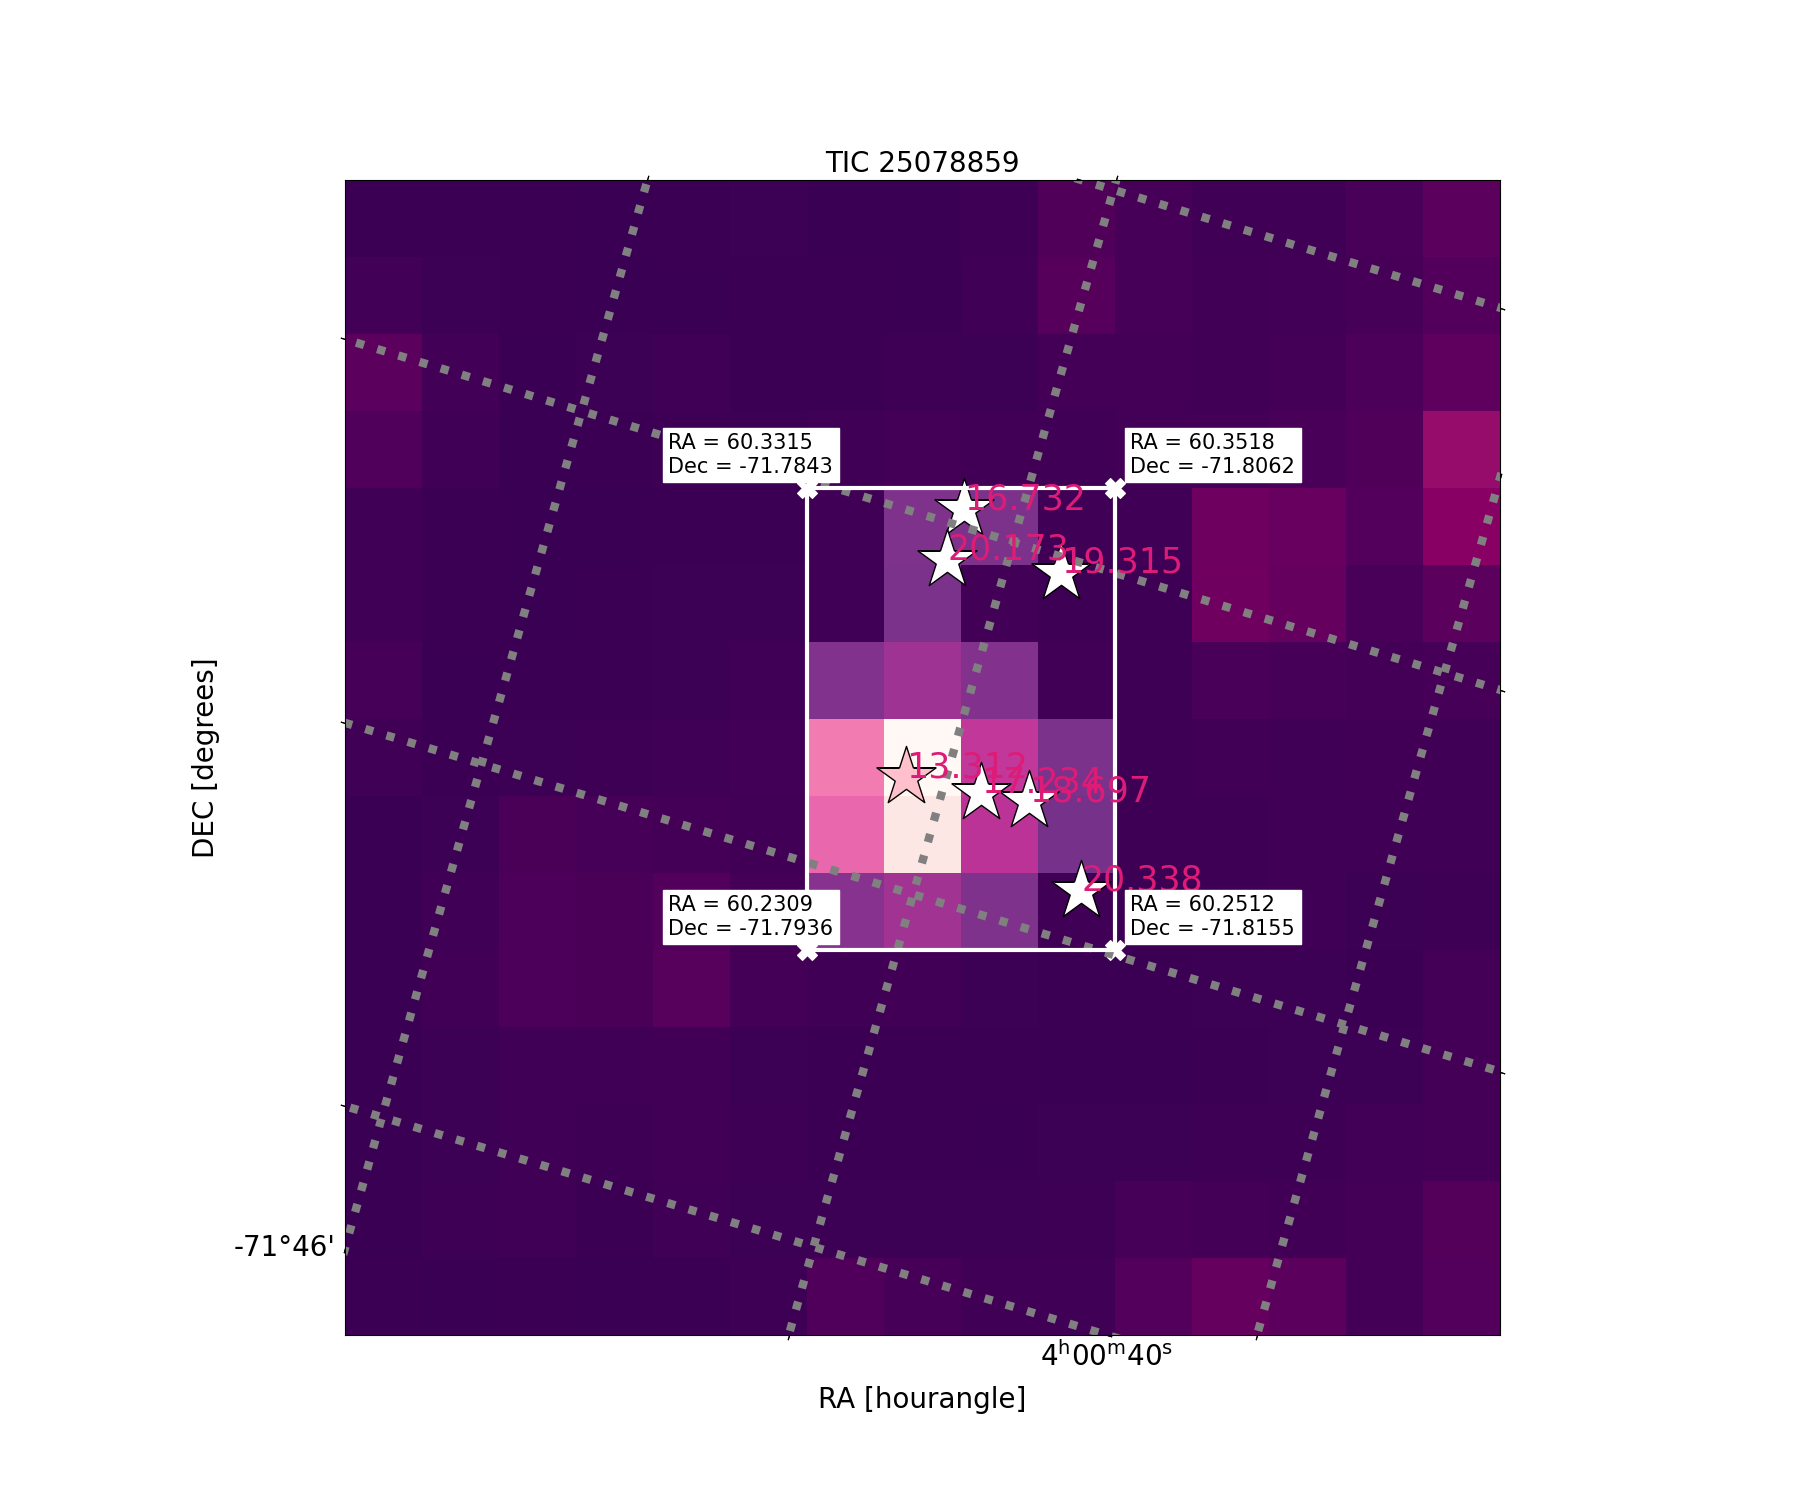 TIC 25078859
RA = 60.3315
Dec = -71.7843
RA = 60.3518
Dec = -71.8062
16.732
20.173
19.315
13.312
18.697
20.338
RA = 60.2309
Dec = -71.7936
RA = 60.2512
Dec = -71.8155
DEC [degrees]
-71°46'
4h00m40s
RA [hourangle]